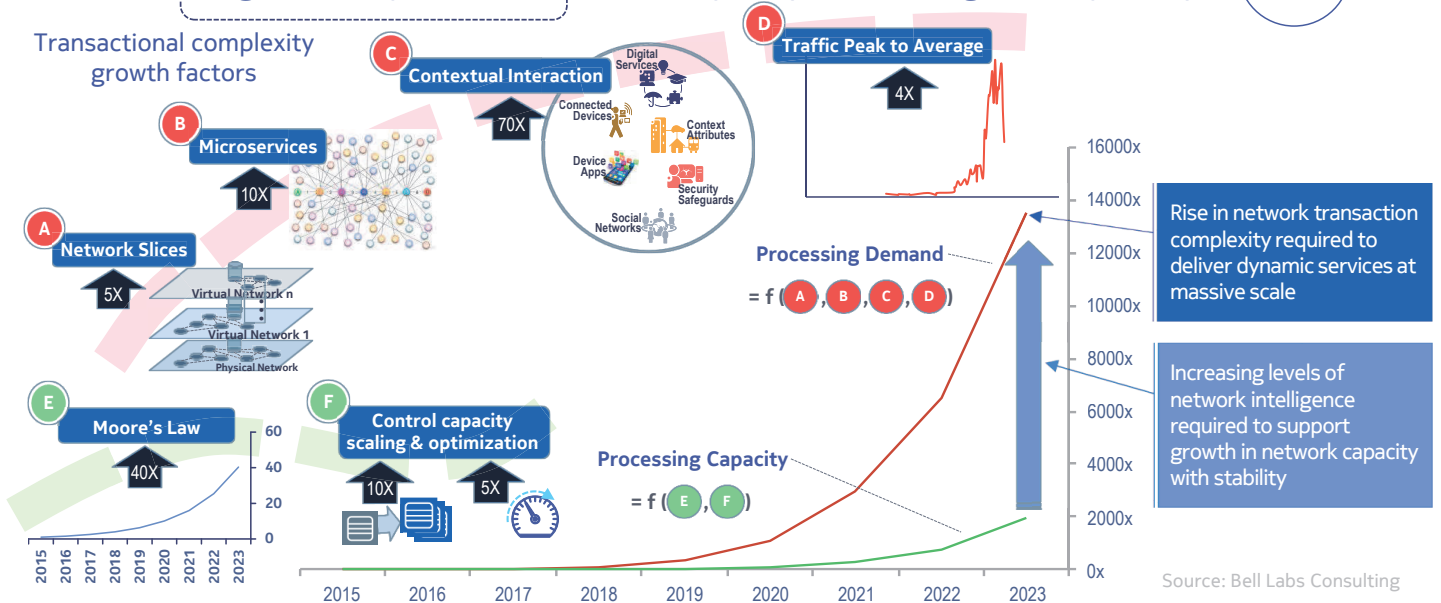 Transactional complexity
growth factors
A
Network Slices
5X
Virtual Network n
Virtual Network 1
Physical Network
B
Microservices
10X
C
Contextual Interaction
70X
Digital
Services
Connected
Devices
Context
Attributes
Device
Apps
Security
Safeguards
Social
Networks
D
Traffic Peak to Average
4X
E
Moore's Law
40X
60
40
20
0
2015
2016
2017
2018
2019
2020
2021
2022
2023
F
Control capacity
scaling & optimization
10X
5X
Processing Demand
= f (A,B,C,D)
Processing Capacity
= f (E,F)
16000x
14000x
12000x
10000x
8000x
6000x
4000x
2000x
0x
2015
2016
2017
2018
2019
2020
2021
2022
2023
Rise in network transaction
complexity required to
deliver dynamic services at
massive scale
Increasing levels of
network intelligence
required to support
growth in network capacity
with stability
Source: Bell Labs Consulting